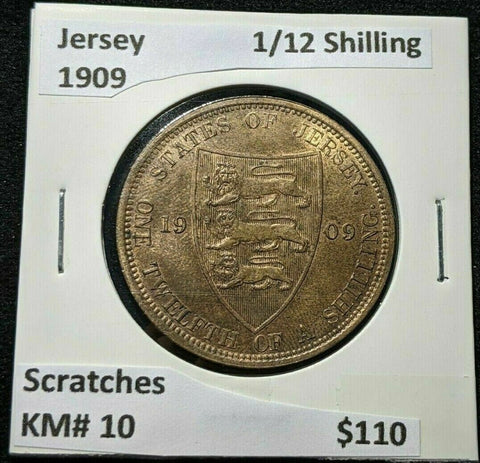 Jersey 1/12 Shilling
1909
STATES OF JERSEY.
19 09
ONE TWELFTH OF A SHILLING.
Scratches
KM# 10 $110